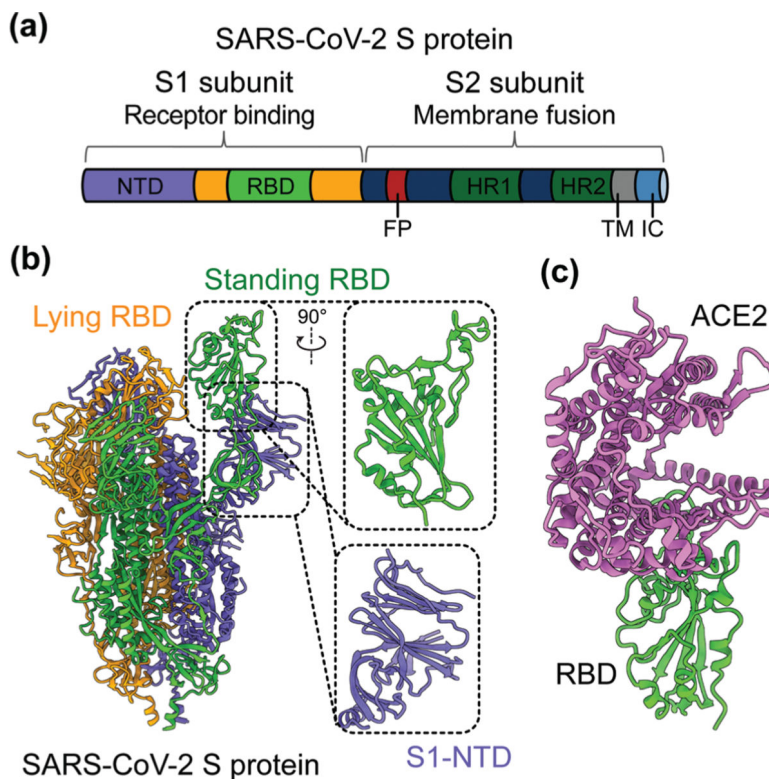 (a)
SARS-CoV-2 S protein
S1 subunit
Receptor binding
S2 subunit
Membrane fusion
NTD
RBD
HR1
HR2
FP
TM IC
(b)
Standing RBD
Lying RBD
90°
S1-NTD
SARS-CoV-2 S protein
(c)
ACE2
RBD